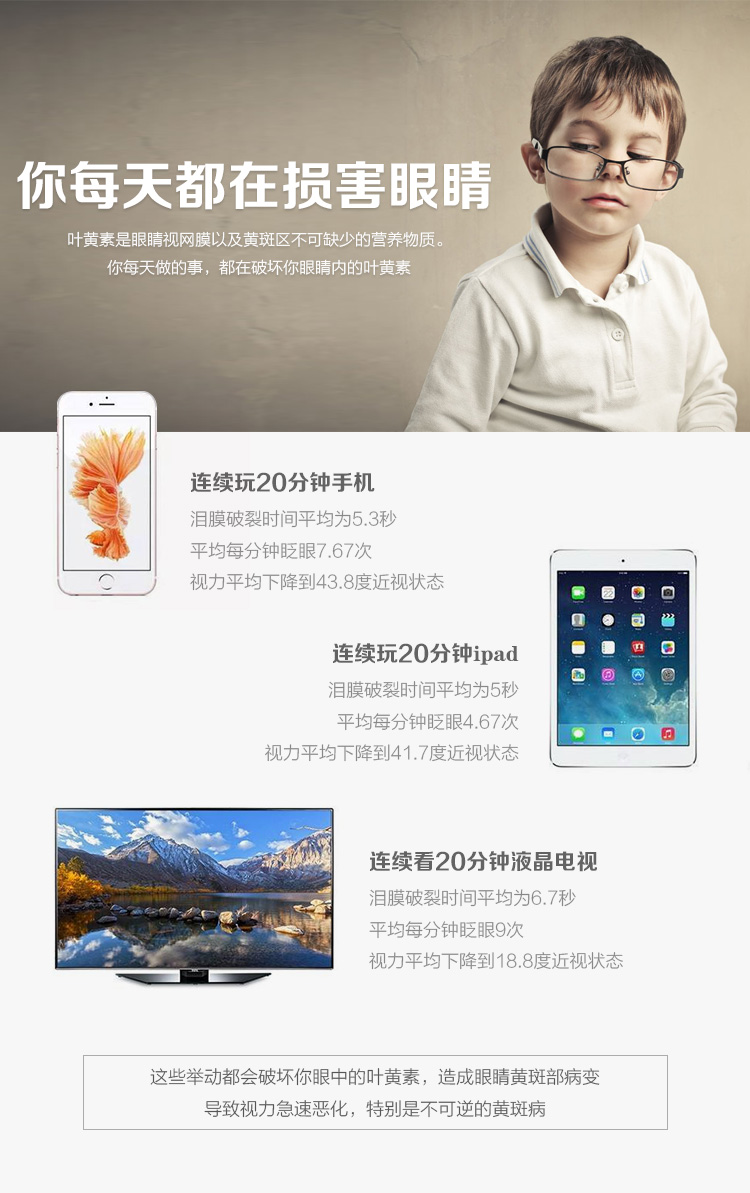 你每天都在损害眼睛
叶黄素是眼睛视网膜以及黄斑区不可缺少的营养物质。
你每天做的事，都在破坏你眼睛内的叶黄素
连续玩20分钟手机
泪膜破裂时间平均为5.3秒
平均每分钟眨眼7.67次
视力平均下降到43.8度近视状态
连续玩20分钟ipad
泪膜破裂时间平均为5秒
平均每分钟眨眼4.67次
视力平均下降到41.7度近视状态
连续看20分钟液晶电视
泪膜破裂时间平均为6.7秒
平均每分钟眨眼9次
视力平均下降到18.8度近视状态
这些举动都会破坏你眼中的叶黄素，造成眼睛黄斑部病变
导致视力急速恶化，特别是不可逆的黄斑病